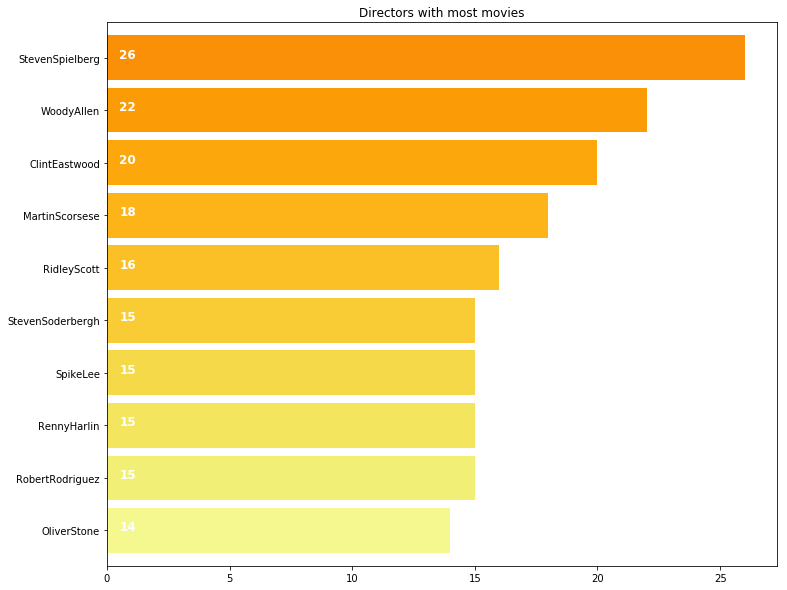 Directors with most movies
StevenSpielberg 26
WoodyAllen 22
ClintEastwood 20
MartinScorsese 18
RidleyScott 16
StevenSoderbergh 15
SpikeLee 15
RennyHarlin 15
RobertRodriguez 15
OliverStone 14
0 5 10 15 20 25